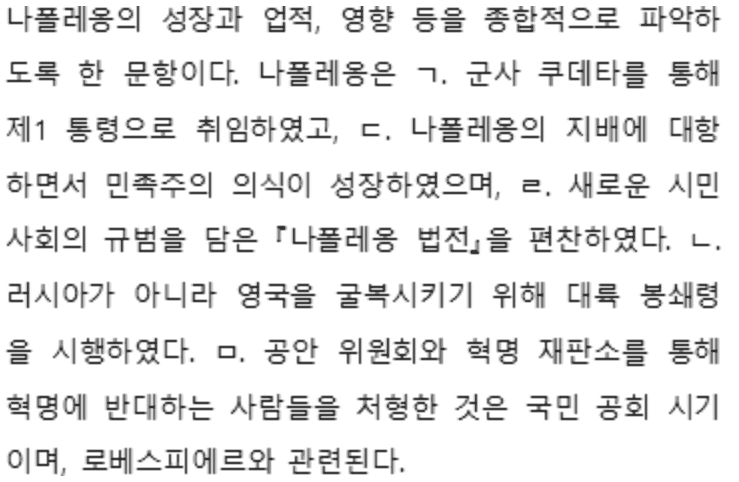 나폴레옹의 성장과 업적, 영향 등을 종합적으로 파악하
도록 한 문항이다. 나폴레옹은 ㄱ. 군사 쿠데타를 통해
제1 통령으로 취임하였고, ㄷ. 나폴레옹의 지배에 대항
하면서 민족주의 의식이 성장하였으며, ㄹ. 새로운 시민
사회의 규범을 담은 『나폴레옹 법전』을 편찬하였다. ㄴ.
러시아가 아니라 영국을 굴복시키기 위해 대륙 봉쇄령
을 시행하였다. ㅁ. 공안 위원회와 혁명 재판소를 통해
혁명에 반대하는 사람들을 처형한 것은 국민 공회 시기
이며, 로베스피에르와 관련된다.